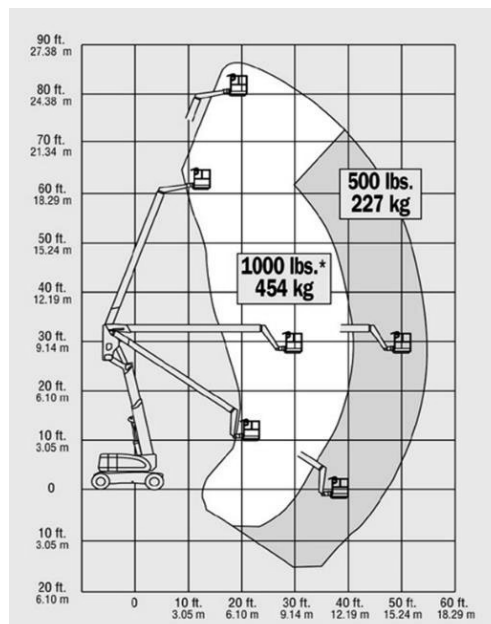 90 ft.
27.38 m
80 ft.
24.38 m
70 ft.
21.34 m
60 ft.
18.29 m
50 ft.
15.24 m
40 ft.
12.19 m
30 ft.
9.14 m
20 ft.
6.10 m
10 ft.
3.05 m
0
10 ft.
3.05 m
20 ft.
6.10 m
500 lbs.
227 kg
1000 lbs.*
454 kg
0 10 ft. 20 ft. 30 ft. 40 ft. 50 ft. 60 ft.
3.05 m 6.10 m 9.14 m 12.19 m 15.24 m 18.29 m